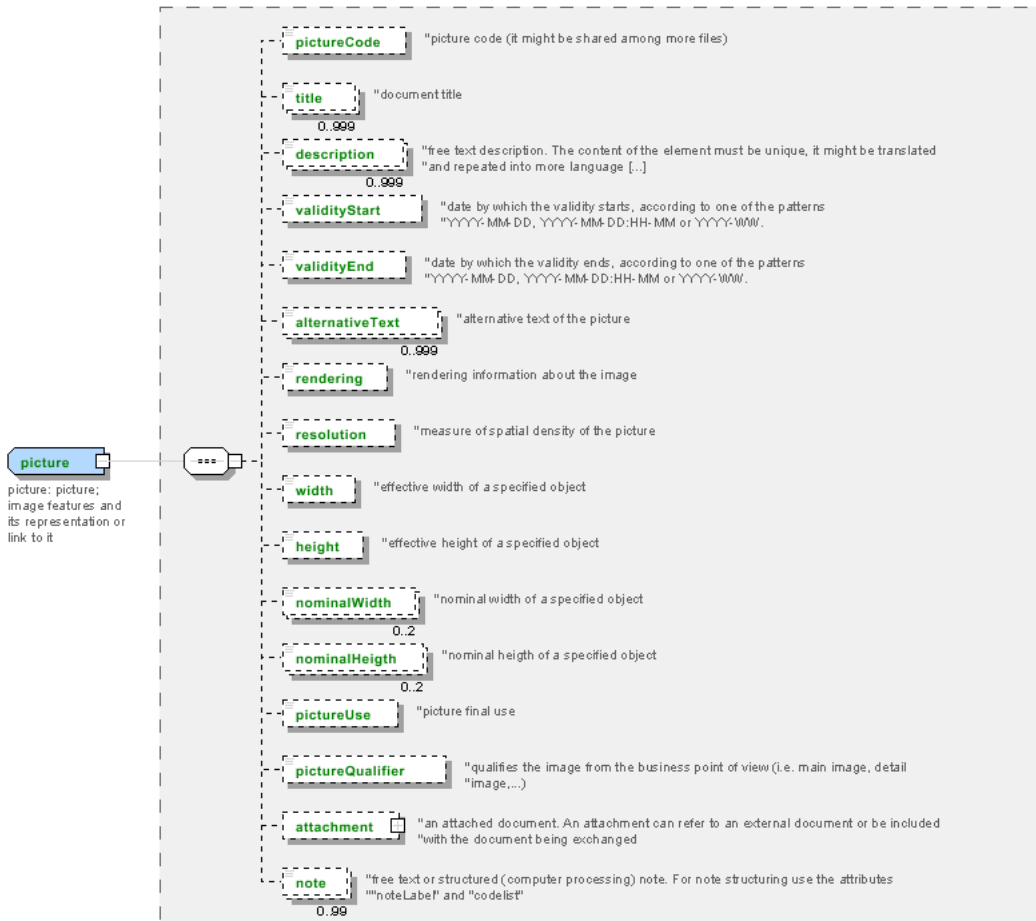 pictureCode
"picture code (it might be shared among more files)
title
"document title
0..999
description
"free text description. The content of the element must be unique, it might be translated
"and repeated into more language [...]
0..999
validityStart
"date by which the validity starts, according to one of the patterns
"YYYY-MM-DD, YYYY-MM-DD:HH-MM or YYYY-WW.
validityEnd
"date by which the validity ends, according to one of the patterns
"YYYY-MM-DD, YYYY-MM-DD:HH-MM or YYYY-WW.
alternativeText
"alternative text of the picture
0..999
rendering
"rendering information about the image
resolution
"measure of spatial density of the picture
picture
picture: picture;
image features and
its representation or
link to it
width
"effective width of a specified object
height
"effective height of a specified object
nominalWidth
"nominal width of a specified object
0..2
nominalHeigth
"nominal heigth of a specified object
0..2
pictureUse
"picture final use
pictureQualifier
"qualifies the image from the business point of view (i.e. main image, detail
"image,...)
attachment
"an attached document. An attachment can refer to an external document or be included
"with the document being exchanged
note
"free text or structured (computer processing) note. For note structuring use the attributes
""noteLabel" and "codelist"
0..99